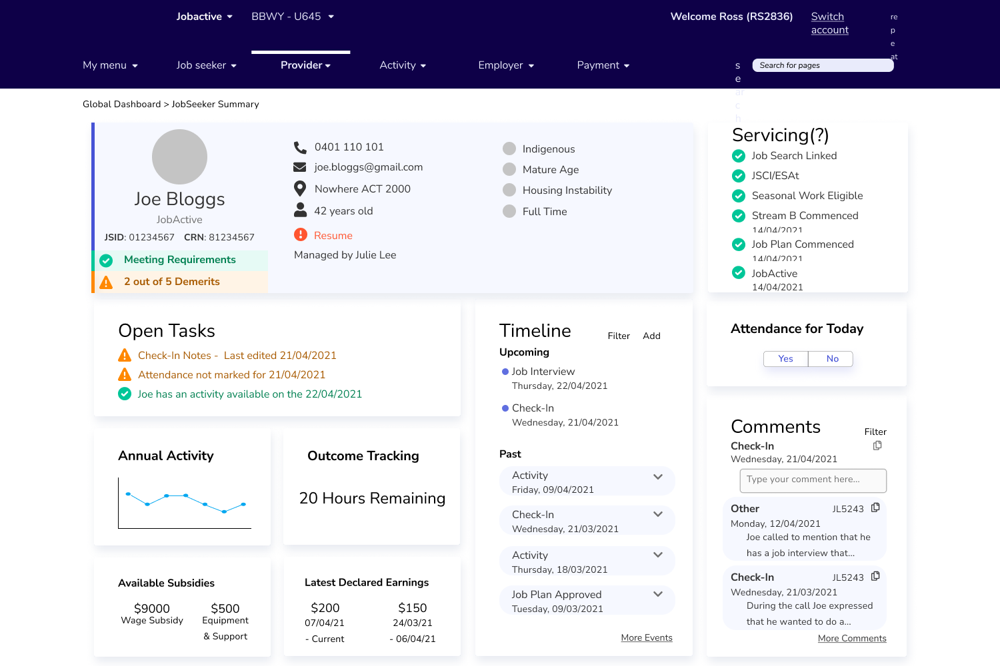 Jobactive
BBWY - U645
Welcome Ross (RS2836)
Switch
account
re
p
e
at
My menu
Job seeker
Provider
Activity
Employer
Payment
s
e
ar
c
h
Search for pages
Global Dashboard > JobSeeker Summary
Joe Bloggs
JobActive
JSID: 01234567 CRN: 81234567
Meeting Requirements
2 out of 5 Demerits
0401 110 101
joe.bloggs@gmail.com
Nowhere ACT 2000
42 years old
Resume
Managed by Julie Lee
Indigenous
Mature Age
Housing Instability
Full Time
Servicing(?)
Job Search Linked
JSCI/ESAt
Seasonal Work Eligible
Stream B Commenced
14/04/2021
Job Plan Commenced
14/04/2021
JobActive
14/04/2021
Open Tasks
Check-In Notes - Last edited 21/04/2021
Attendance not marked for 21/04/2021
Joe has an activity available on the 22/04/2021
Annual Activity
Outcome Tracking
20 Hours Remaining
Available Subsidies
$9000
Wage Subsidy
$500
Equipment
& Support
Latest Declared Earnings
$200
07/04/21
- Current
$150
24/03/21
- 06/04/21
Timeline
Filter
Add
Upcoming
Job Interview
Thursday, 22/04/2021
Check-In
Wednesday, 21/04/2021
Past
Activity
Friday, 09/04/2021
Check-In
Wednesday, 21/03/2021
Activity
Thursday, 18/03/2021
Job Plan Approved
Tuesday, 09/03/2021
More Events
Attendance for Today
Yes
No
Comments
Filter
Check-In
Wednesday, 21/04/2021
Type your comment here...
Other
JL5243
Monday, 12/04/2021
Joe called to mention that he
has a job interview that...
Check-In
JL5243
Wednesday, 21/03/2021
During the call Joe expressed
that he wanted to do a...
More Comments